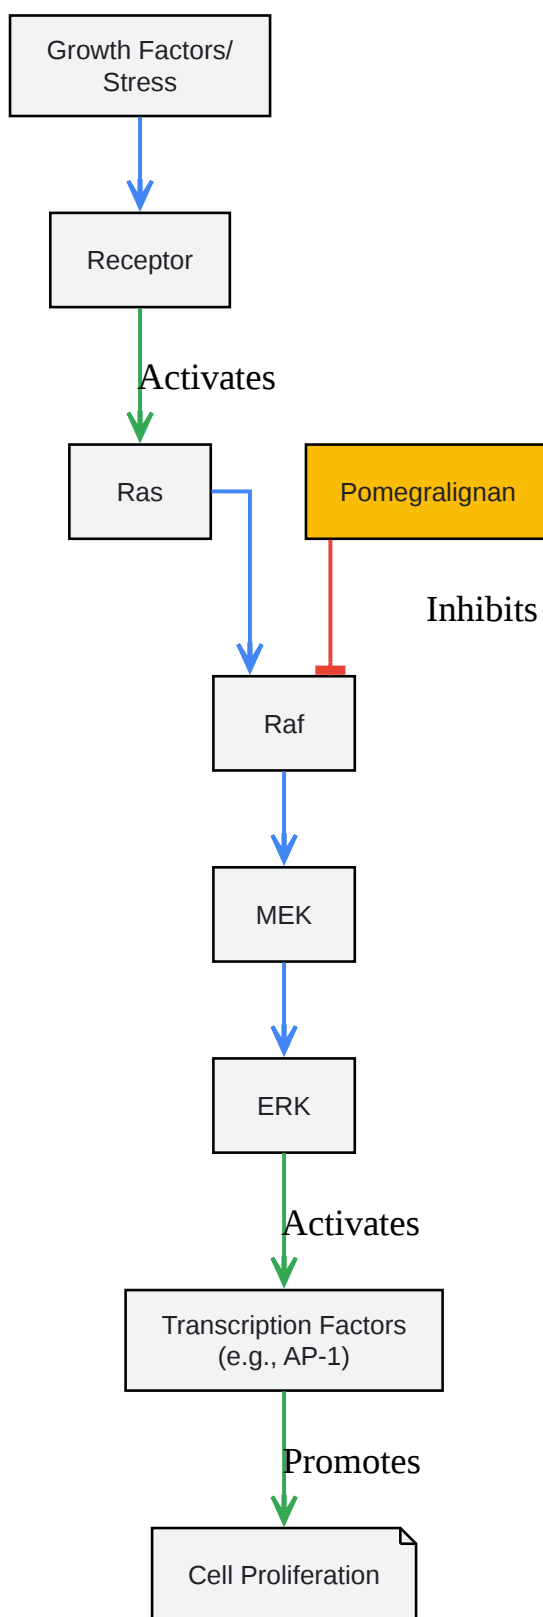 Growth Factors/
Stress
Receptor
Activates
Ras
Pomegralignan
Inhibits
Raf
MEK
ERK
Activates
Transcription Factors
(e.g., AP-1)
Promotes
Cell Proliferation